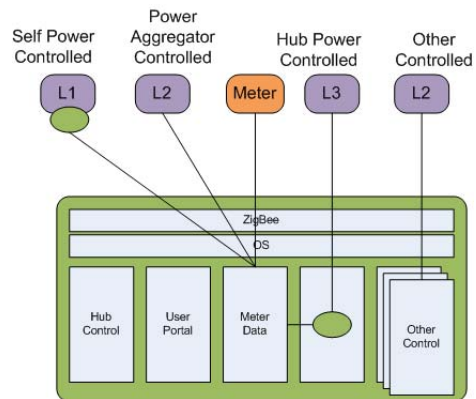 Self Power
Controlled
Power
Aggregator
Controlled
Hub Power
Controlled
Other
Controlled
L1
L2
Meter
L3
L2
ZigBee
OS
Hub
Control
User
Portal
Meter
Data
Other
Control